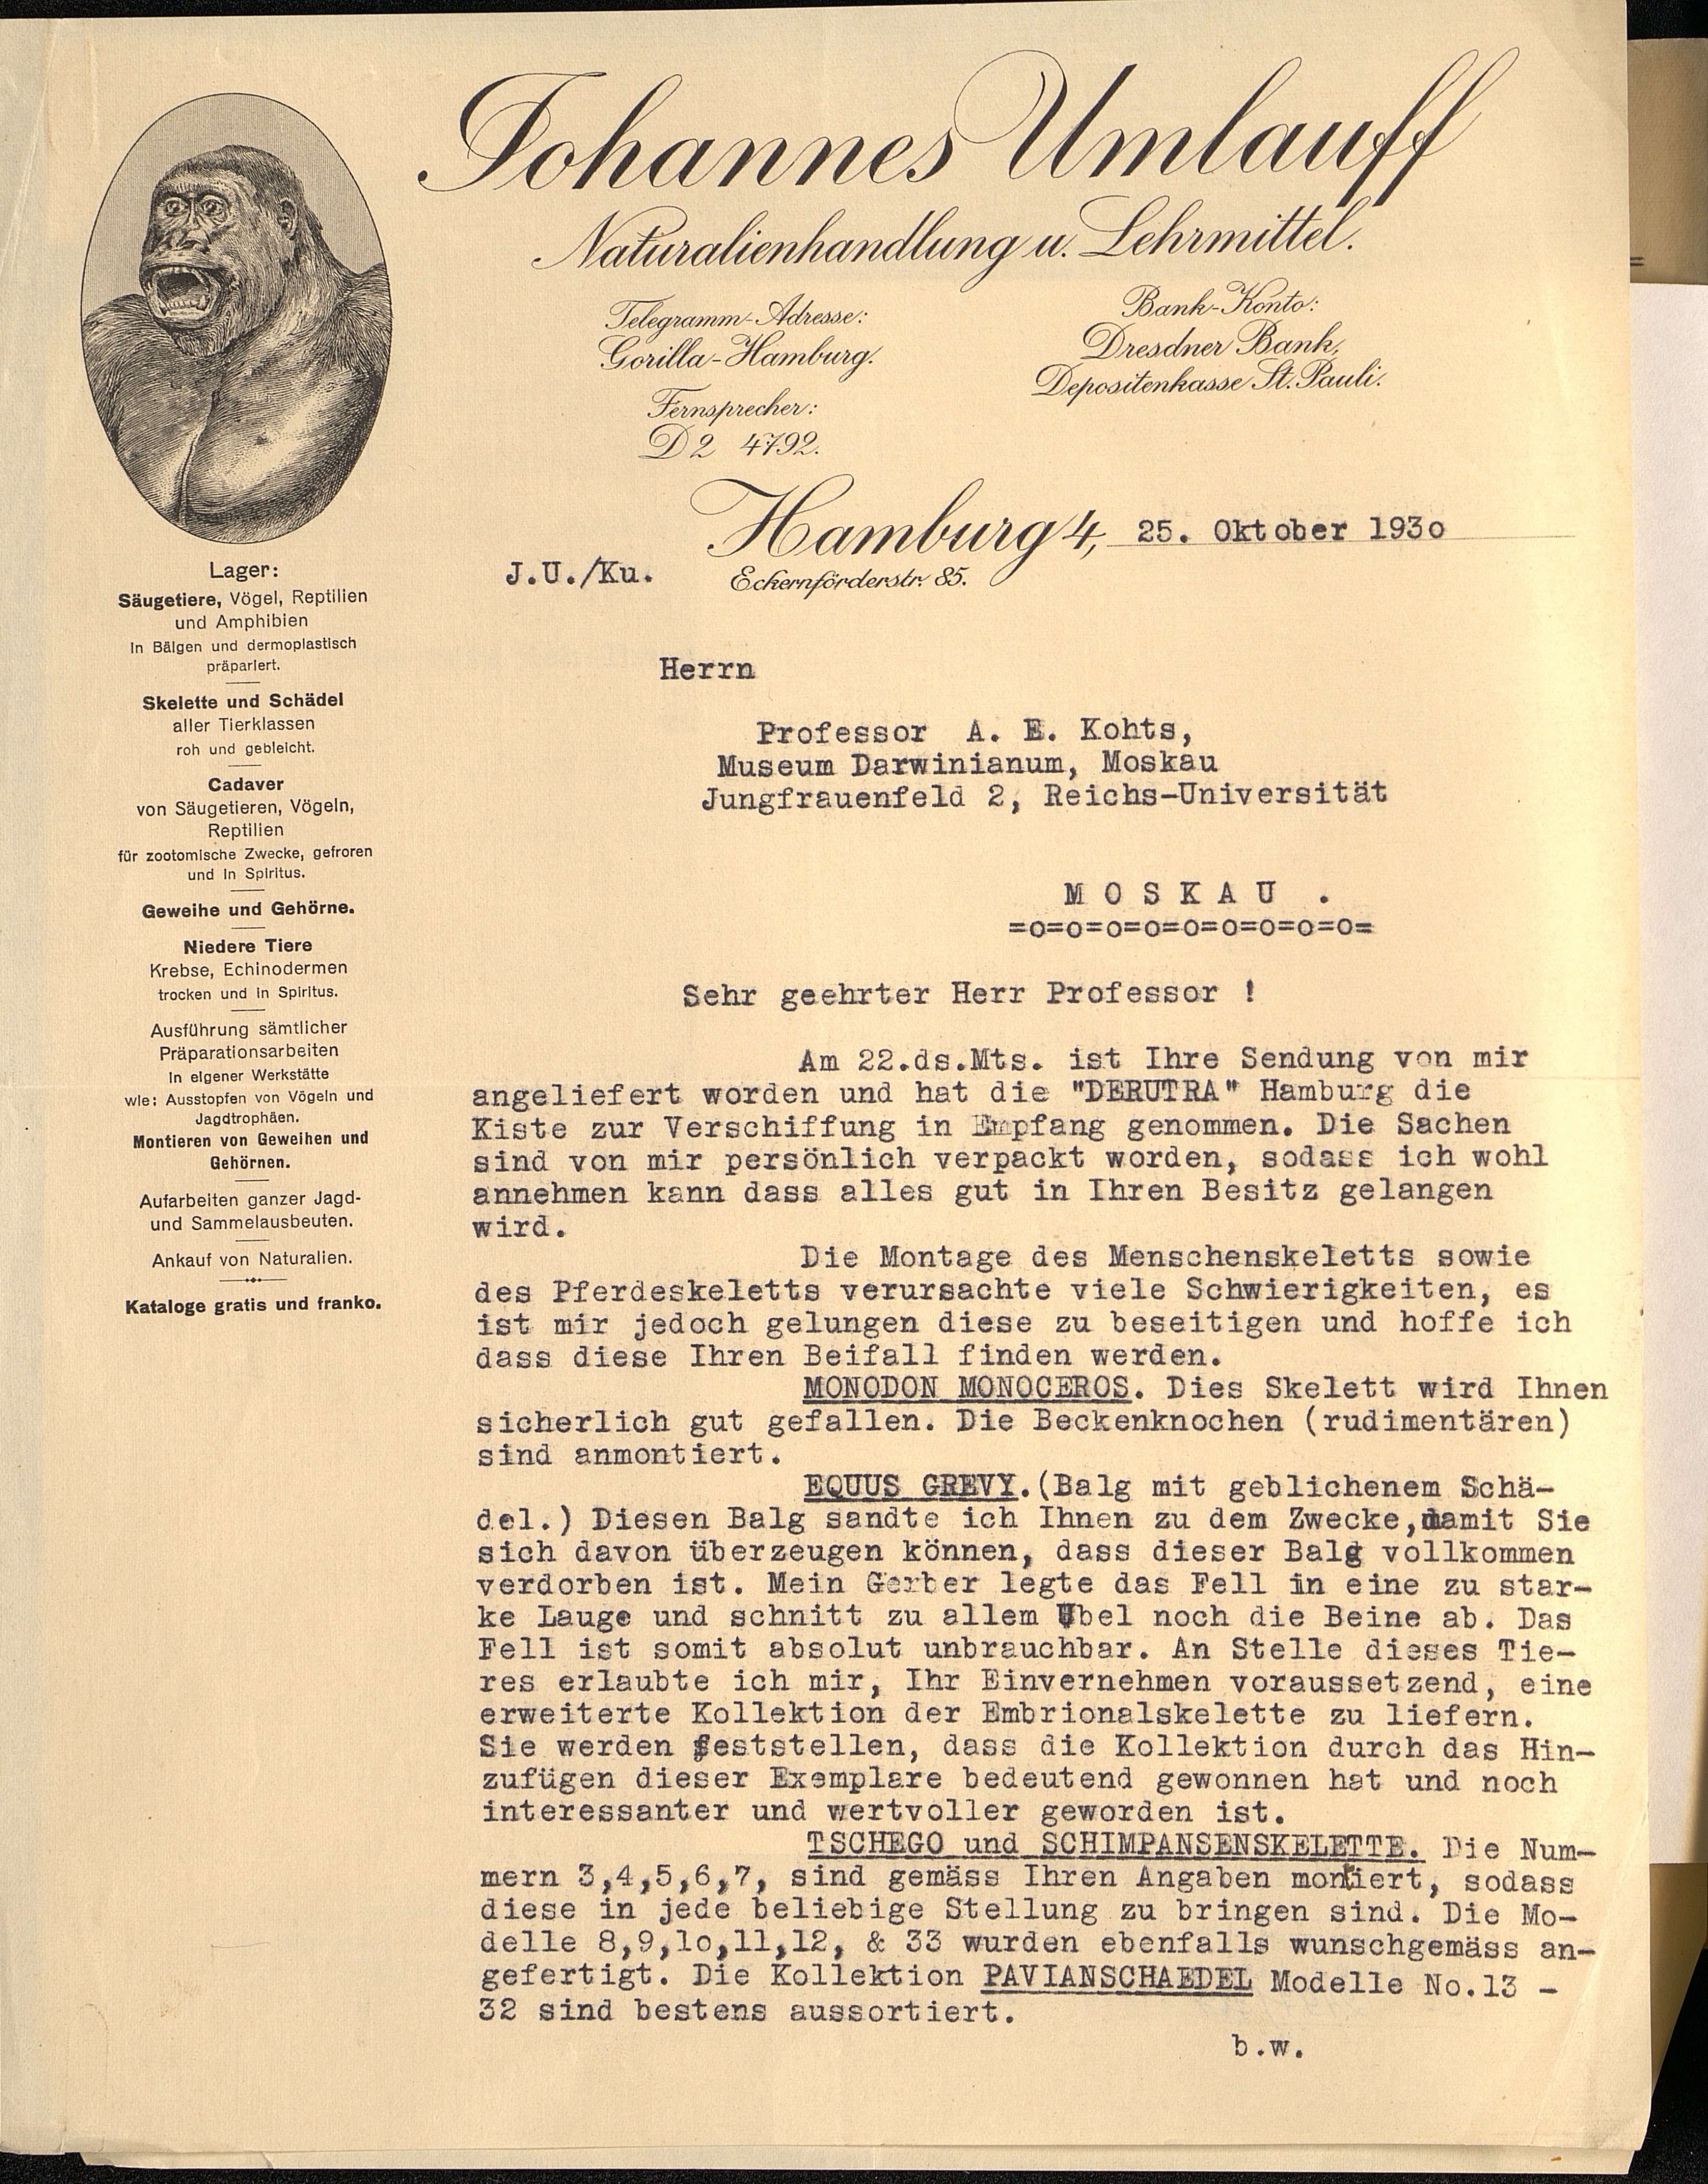 Johannes Umlauff
Naturalienhandlung u. Lehrmittel.
Telegramm-Adresse:
Gorilla-Hamburg.
Fernsprecher:
D2 4792.
Bank-Konto:
Dresdner Bank,
Depositenkasse St. Pauli.
Hamburg 4, 25. Oktober 193o
J.U./Ku.
Eckernförderstr. 85.
Lager:
Säugetiere, Vögel, Reptilien
und Amphibien
in Bälgen und dermoplastisch
präpariert.
Skelette und Schädel
aller Tierklassen
roh und gebleicht.
Cadaver
von Säugetieren, Vögeln,
Reptilien
für zootomische Zwecke, gefroren
und in Spiritus.
Geweihe und Gehörne.
Niedere Tiere
Krebse, Echinodermen
trocken und in Spiritus.
Ausführung sämtlicher
Präparationsarbeiten
in eigener Werkstätte
wie: Ausstopfen von Vögeln und
Jagdtrophäen.
Montieren von Geweihen und
Gehörnen.
Aufarbeiten ganzer Jagd-
und Sammelausbeuten.
Ankauf von Naturalien.
Kataloge gratis und franko.
Herrn
Professor A. E. Kohts,
Museum Darwinianum, Moskau
Jungfrauenfeld 2, Reichs-Universität
M O S K A U .
=o=o=o=o=o=o=o=o=o=
Sehr geehrter Herr Professor !
Am 22.ds.Mts. ist Ihre Sendung von mir
angeliefert worden und hat die "DERUTRA" Hamburg die
Kiste zur Verschiffung in Empfang genommen. Die Sachen
sind von mir persönlich verpackt worden, sodass ich wohl
annehmen kann dass alles gut in Ihren Besitz gelangen
wird.
Die Montage des Menschenskeletts sowie
des Pferdeskeletts verursachte viele Schwierigkeiten, es
ist mir jedoch gelungen diese zu beseitigen und hoffe ich
dass diese Ihren Beifall finden werden.
MONODON MONOCEROS. Dies Skelett wird Ihnen
sicherlich gut gefallen. Die Beckenknochen (rudimentären)
sind anmontiert.
EQUUS GREVY.(Balg mit geblichenem Schä-
del.) Diesen Balg sandte ich Ihnen zu dem Zwecke,damit Sie
sich davon überzeugen können, dass dieser Balg vollkommen
verdorben ist. Mein Gerber legte das Fell in eine zu star-
ke Lauge und schnitt zu allem Übel noch die Beine ab. Das
Fell ist somit absolut unbrauchbar. An Stelle dieses Tie-
res erlaubte ich mir, Ihr Einvernehmen voraussetzend, eine
erweiterte Kollektion der Embrionalskelette zu liefern.
Sie werden feststellen, dass die Kollektion durch das Hin-
zufügen dieser Exemplare bedeutend gewonnen hat und noch
interessanter und wertvoller geworden ist.
TSCHEGO und SCHIMPANSENSKELETTE. Die Num-
mern 3,4,5,6,7, sind gemäss Ihren Angaben montiert, sodass
diese in jede beliebige Stellung zu bringen sind. Die Mo-
delle 8,9,lo,11,12, & 33 wurden ebenfalls wunschgemäss an-
gefertigt. Die Kollektion PAVIANSCHAEDEL Modelle No.13 -
32 sind bestens aussortiert.
b.w.